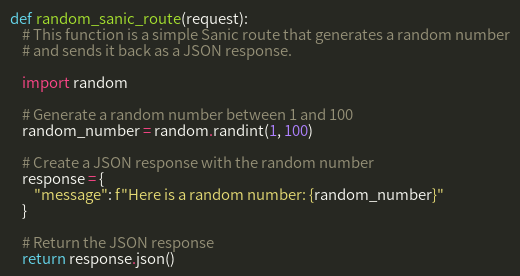 def random_sanic_route(request):
    # This function is a simple Sanic route that generates a random number
    # and sends it back as a JSON response.

    import random

    # Generate a random number between 1 and 100
    random_number = random.randint(1, 100)

    # Create a JSON response with the random number
    response = {
        "message": f"Here is a random number: {random_number}"
    }

    # Return the JSON response
    return response.json()